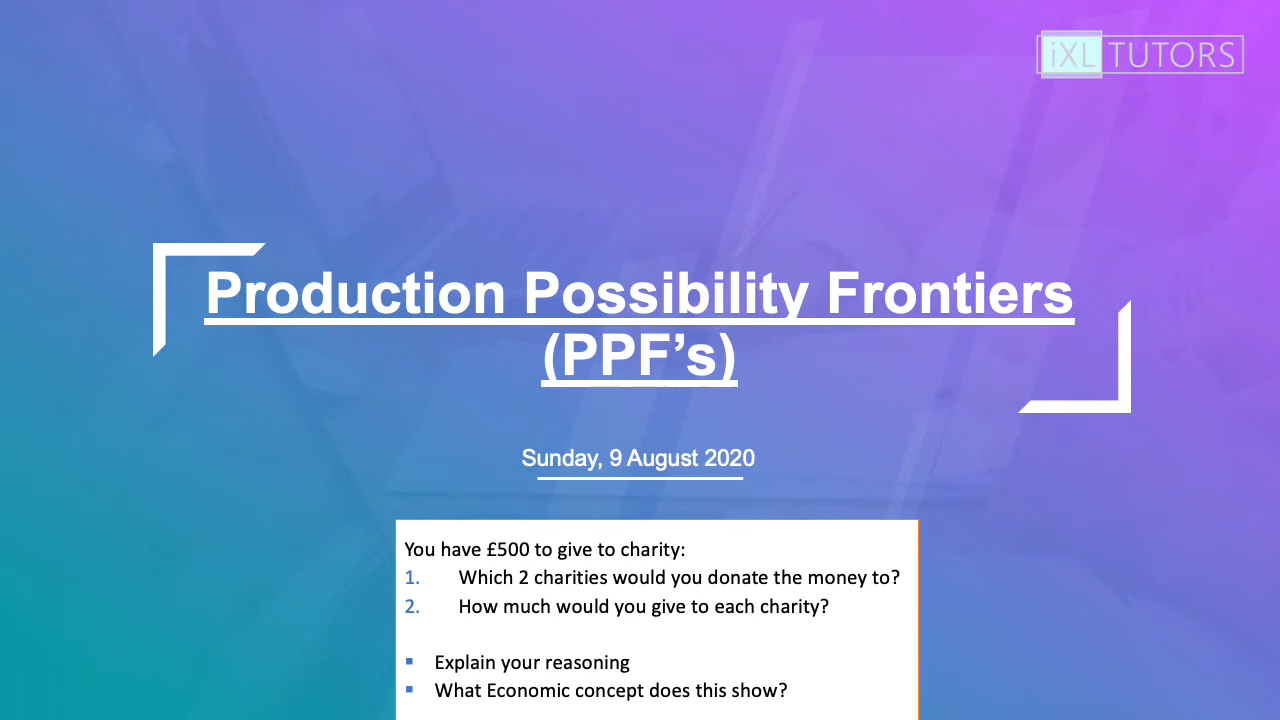 iXL TUTORS
Production Possibility Frontiers
(PPF’s)
Sunday, 9 August 2020
You have £500 to give to charity:
1. Which 2 charities would you donate the money to?
2. How much would you give to each charity?
▪ Explain your reasoning
▪ What Economic concept does this show?